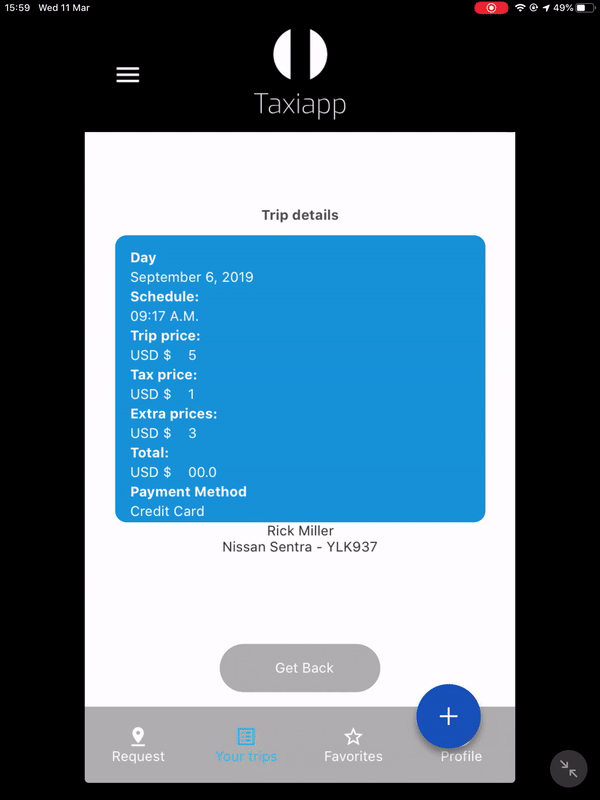 15:59 Wed 11 Mar 49%
Taxiapp
Trip details
Day
September 6, 2019
Schedule:
09:17 A.M.
Trip price:
USD $ 5
Tax price:
USD $ 1
Extra prices:
USD $ 3
Total:
USD $ 00.0
Payment Method
Credit Card
Rick Miller
Nissan Sentra - YLK937
Get Back
Request Your trips Favorites Profile